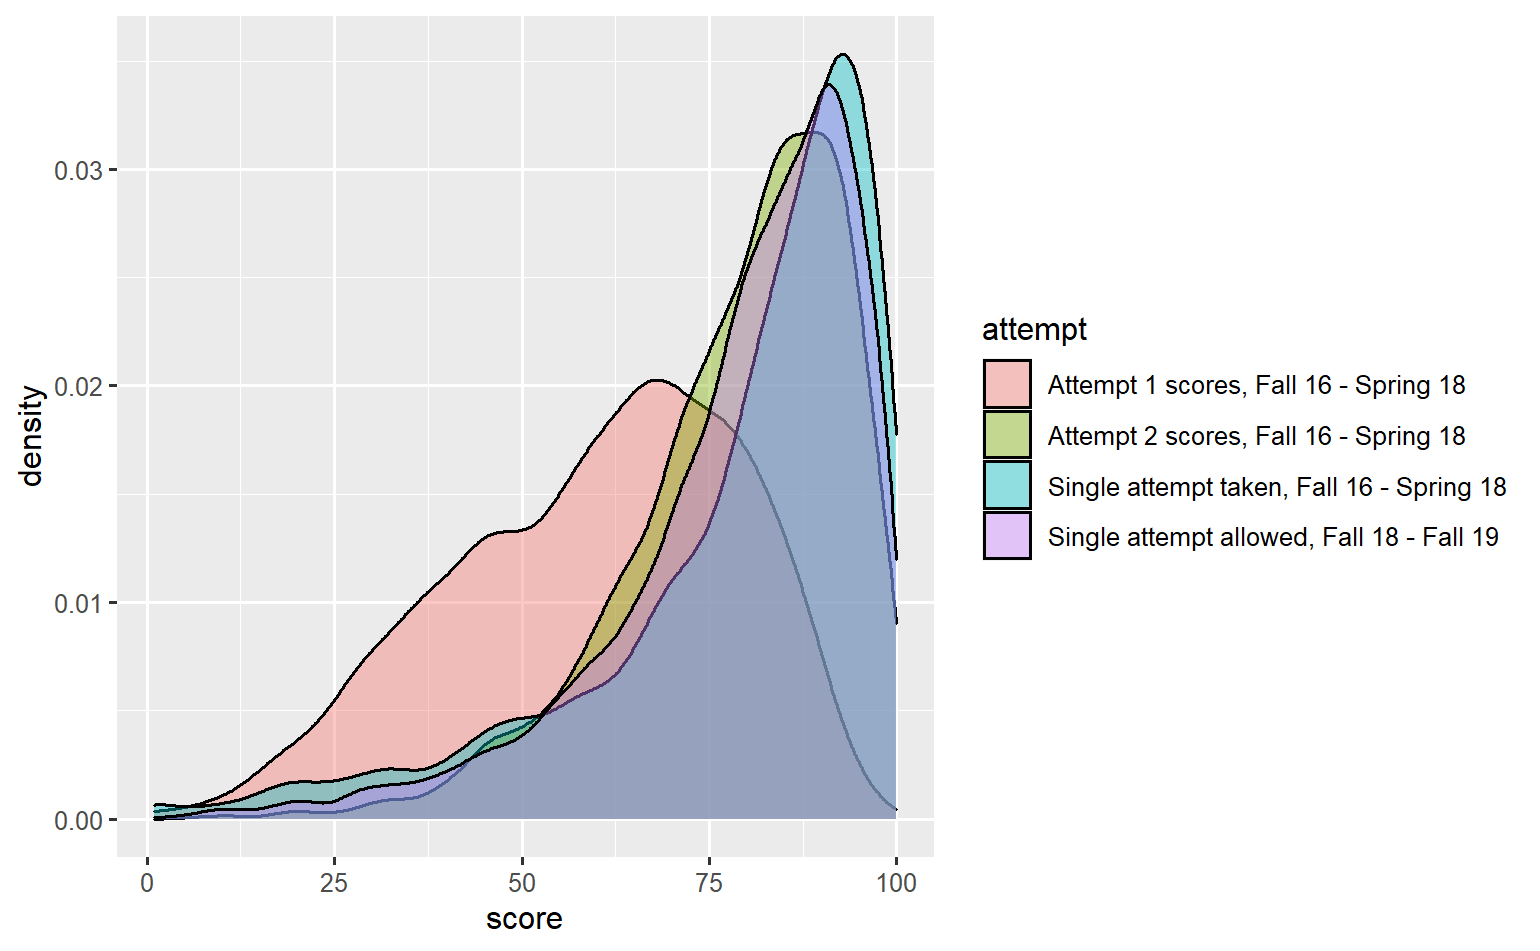 0.03
0.02
0.01
0.00
density
0
25
50
75
100
score
attempt
Attempt 1 scores, Fall 16 - Spring 18
Attempt 2 scores, Fall 16 - Spring 18
Single attempt taken, Fall 16 - Spring 18
Single attempt allowed, Fall 18 - Fall 19